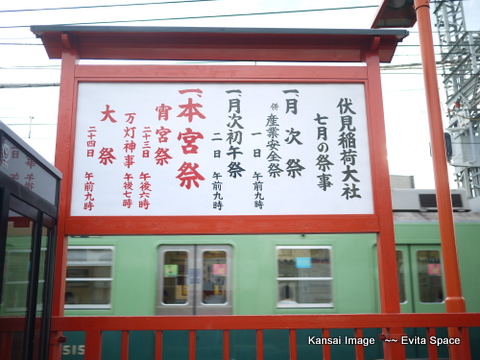 伏見稲荷大社
七月の祭事
一、月次祭
併 産業安全祭
一日 午前九時
一、月次初午祭
二日 午前九時
一、本宮祭
宵宮祭
二十三日 午後六時
万灯神事 午後七時
大祭
二十四日 午前九時
515
Kansai Image ~~ Evita Space